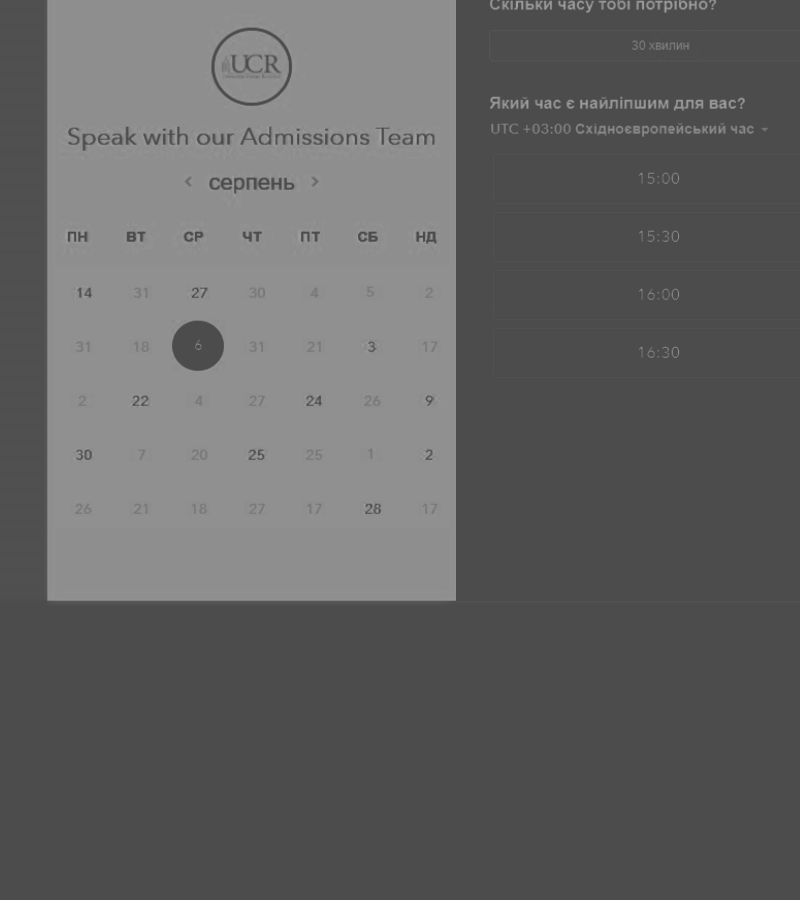 UCR
Speak with our Admissions Team
серпень
ПН ВТ СР ЧТ ПТ СБ НД
14 31 27 30 4 5 2
31 18 6 31 21 3 17
2 22 4 27 24 26 9
30 7 20 25 25 1 2
26 21 18 27 17 28 17
Скільки часу тобі потрібно?
30 хвилин
Який час є найліпшим для вас?
UTC +03:00 Східноєвропейський час
15:00
15:30
16:00
16:30